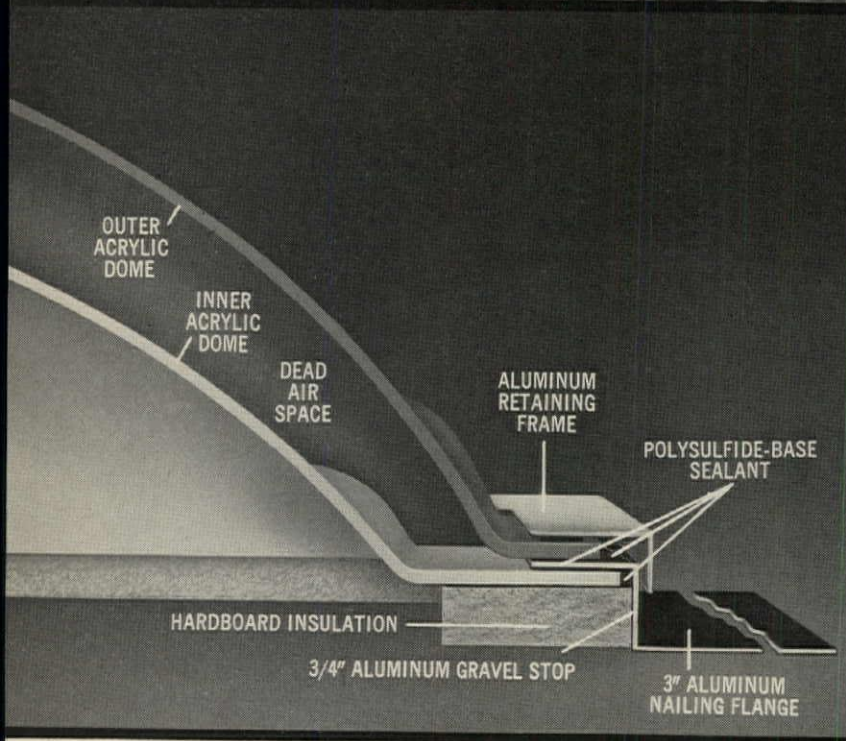 OUTER
ACRYLIC
DOME
INNER
ACRYLIC
DOME
DEAD
AIR
SPACE
ALUMINUM
RETAINING
FRAME
POLYSULFIDE-BASE
SEALANT
HARDBOARD INSULATION
3/4" ALUMINUM GRAVEL STOP
3" ALUMINUM
NAILING FLANGE